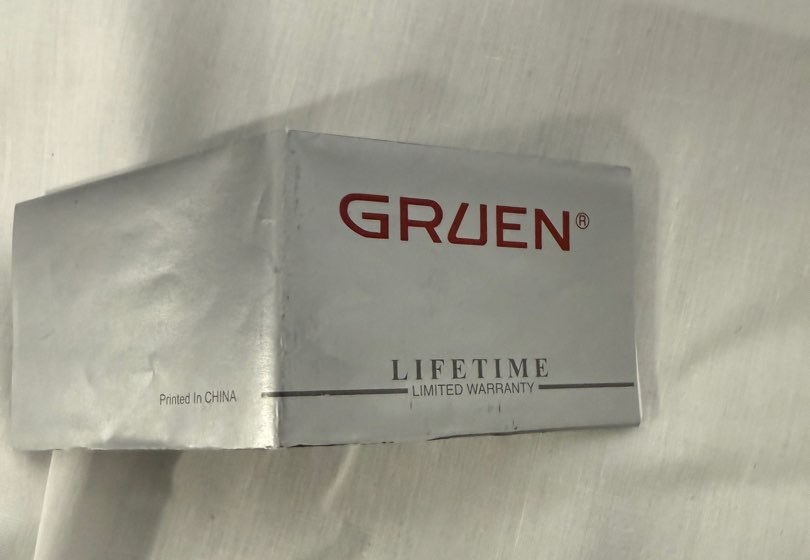 GRUEN®
LIFETIME
LIMITED WARRANTY
Printed In CHINA